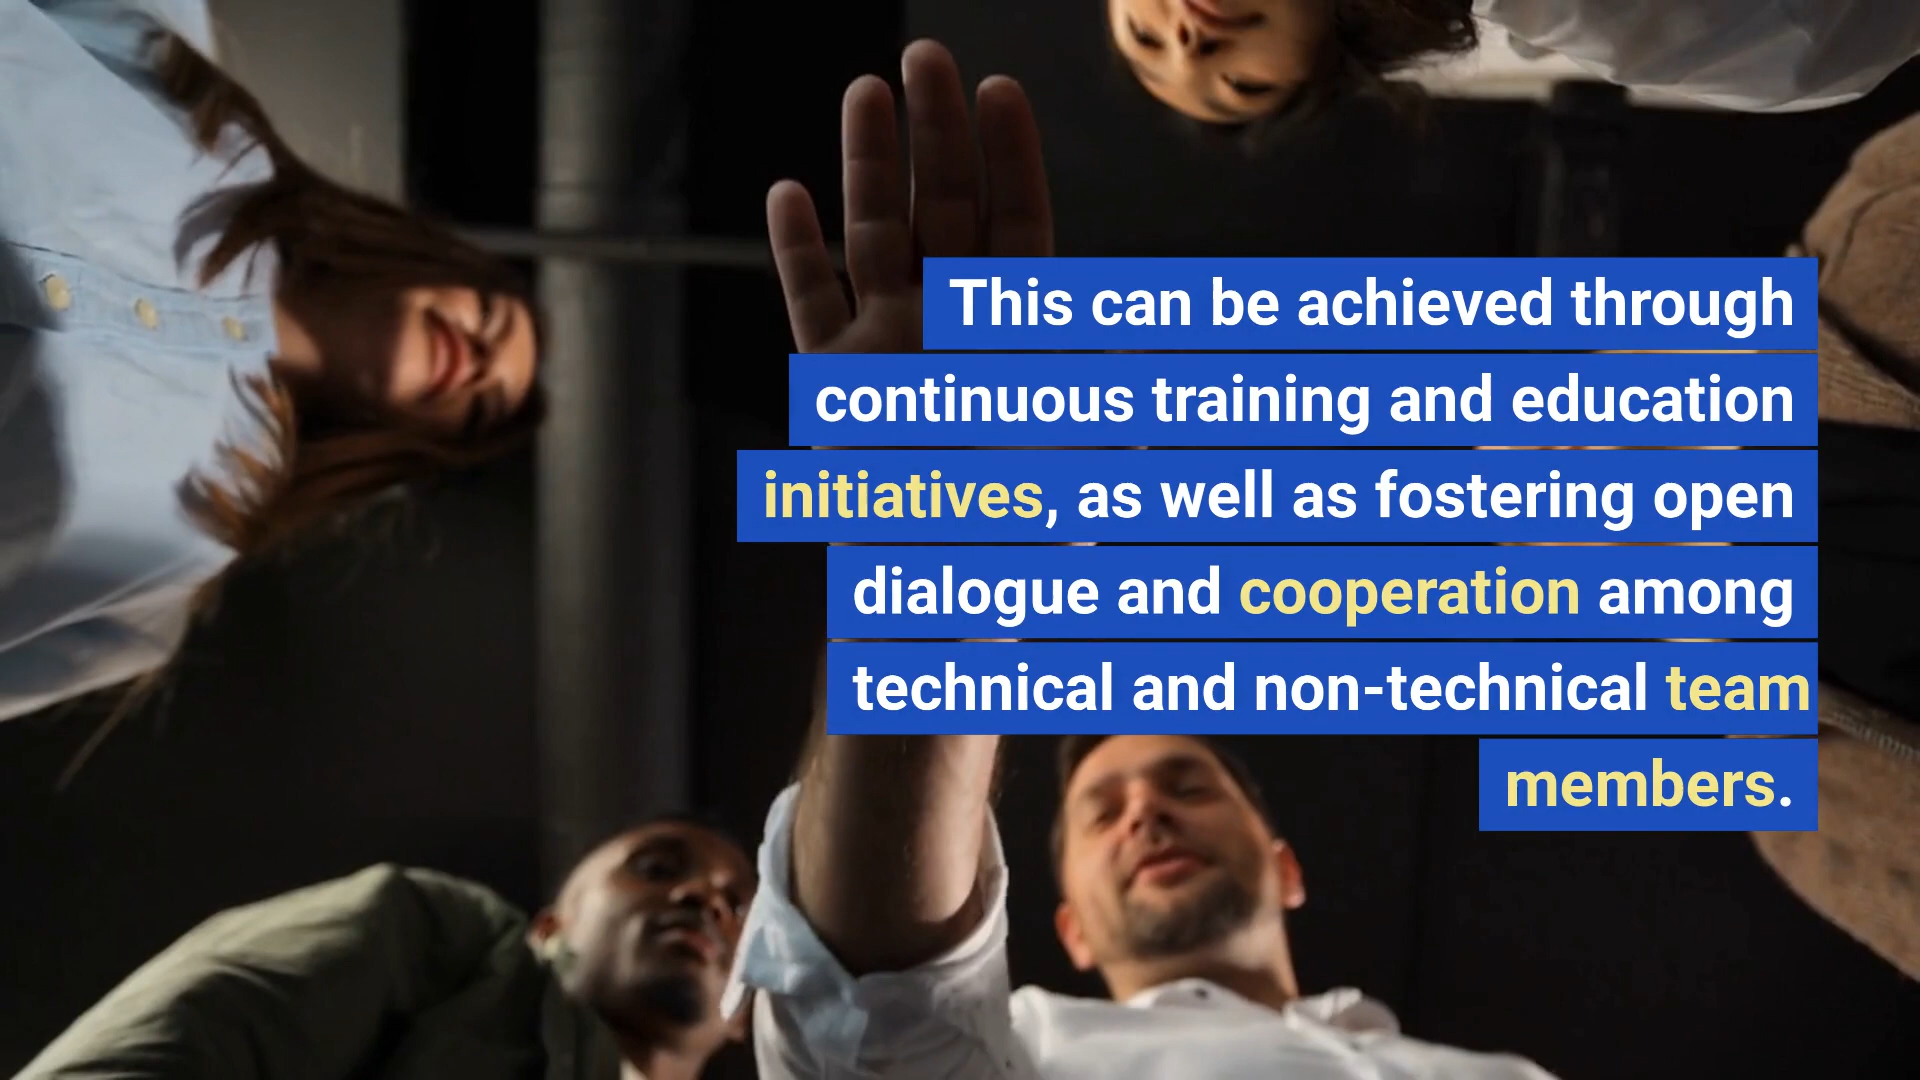 This can be achieved through
continuous training and education
initiatives, as well as fostering open
dialogue and cooperation among
technical and non-technical team
members.